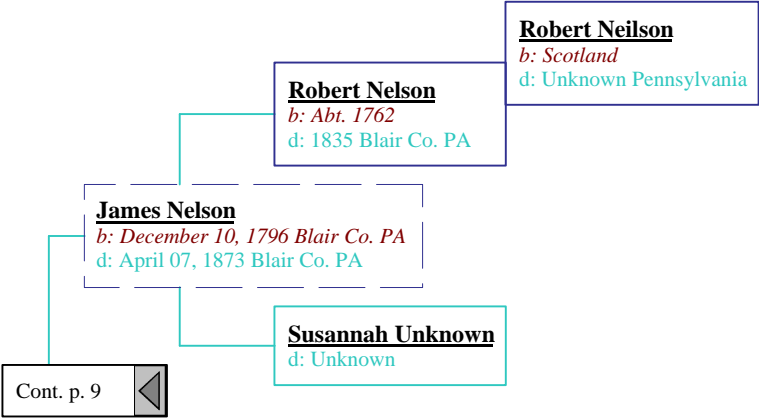 Robert Neilson
b: Scotland
d: Unknown Pennsylvania
Robert Nelson
b: Abt. 1762
d: 1835 Blair Co. PA
James Nelson
b: December 10, 1796 Blair Co. PA
d: April 07, 1873 Blair Co. PA
Susannah Unknown
d: Unknown
Cont. p. 9